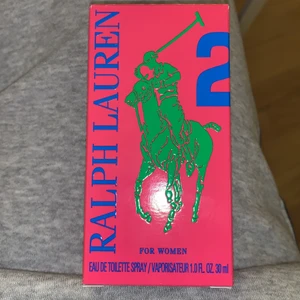 RALPH LAUREN
2
FOR WOMEN
EAU DE TOILETTE SPRAY / VAPORISATEUR 1.0 FL. OZ. 30 ml